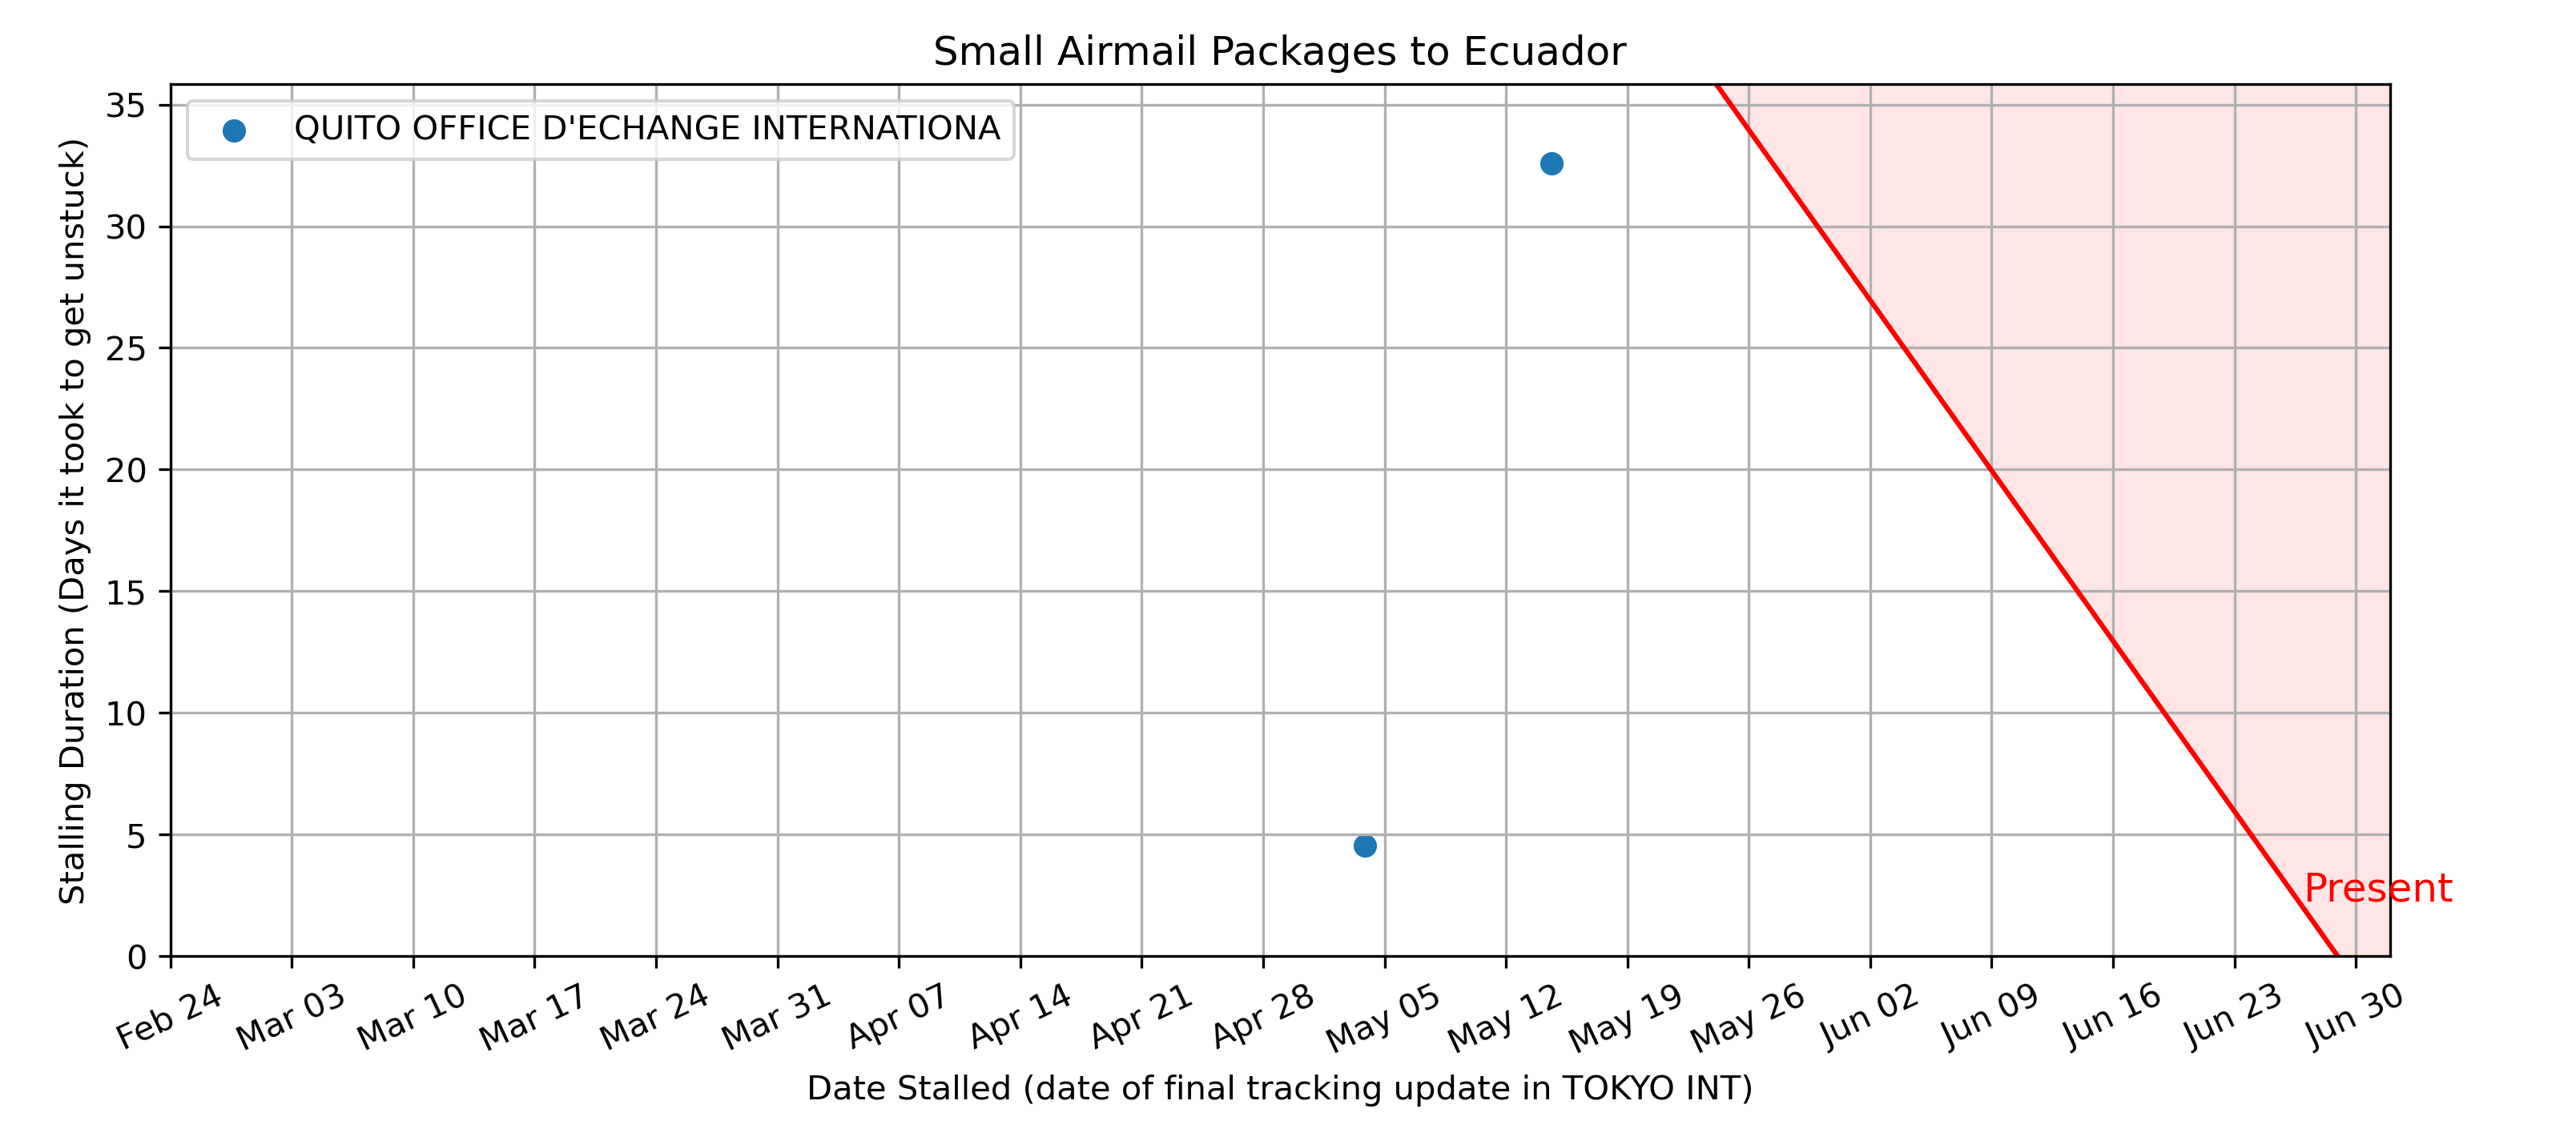 Small Airmail Packages to Ecuador
QUITO OFFICE D'ECHANGE INTERNATIONA
Stalling Duration (Days it took to get unstuck)
35
30
25
20
15
10
5
0
Present
Feb 24
Mar 03
Mar 10
Mar 17
Mar 24
Mar 31
Apr 07
Apr 14
Apr 21
Apr 28
May 05
May 12
May 19
May 26
Jun 02
Jun 09
Jun 16
Jun 23
Jun 30
Date Stalled (date of final tracking update in TOKYO INT)